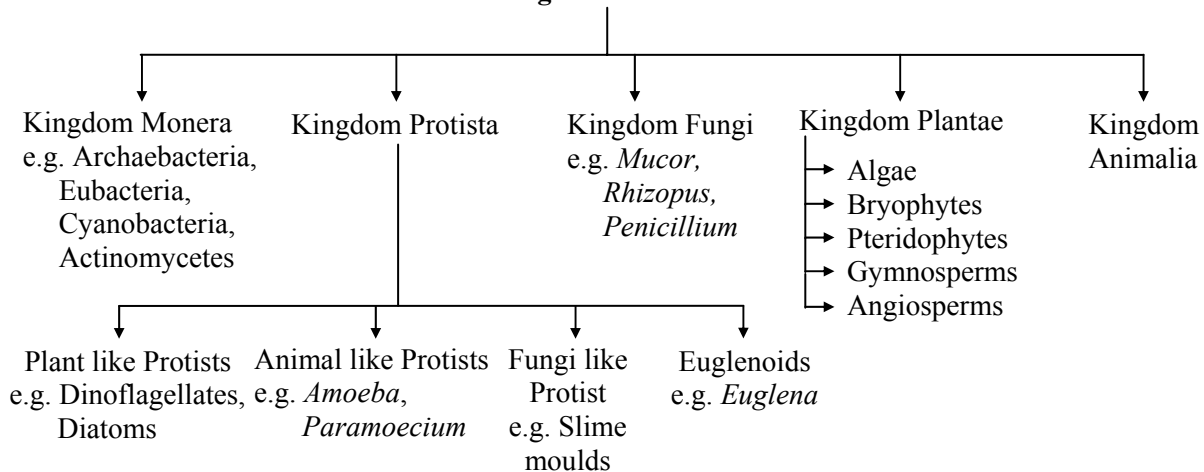 Kingdom Monera
e.g. Archaebacteria,
Eubacteria,
Cyanobacteria,
Actinomycetes
Kingdom Protista
Kingdom Fungi
e.g. Mucor,
Rhizopus,
Penicillium
Kingdom Plantae
Algae
Bryophytes
Pteridophytes
Gymnosperms
Angiosperms
Kingdom
Animalia
Plant like Protists
e.g. Dinoflagellates,
Diatoms
Animal like Protists
e.g. Amoeba,
Paramoecium
Fungi like
Protist
e.g. Slime
moulds
Euglenoids
e.g. Euglena